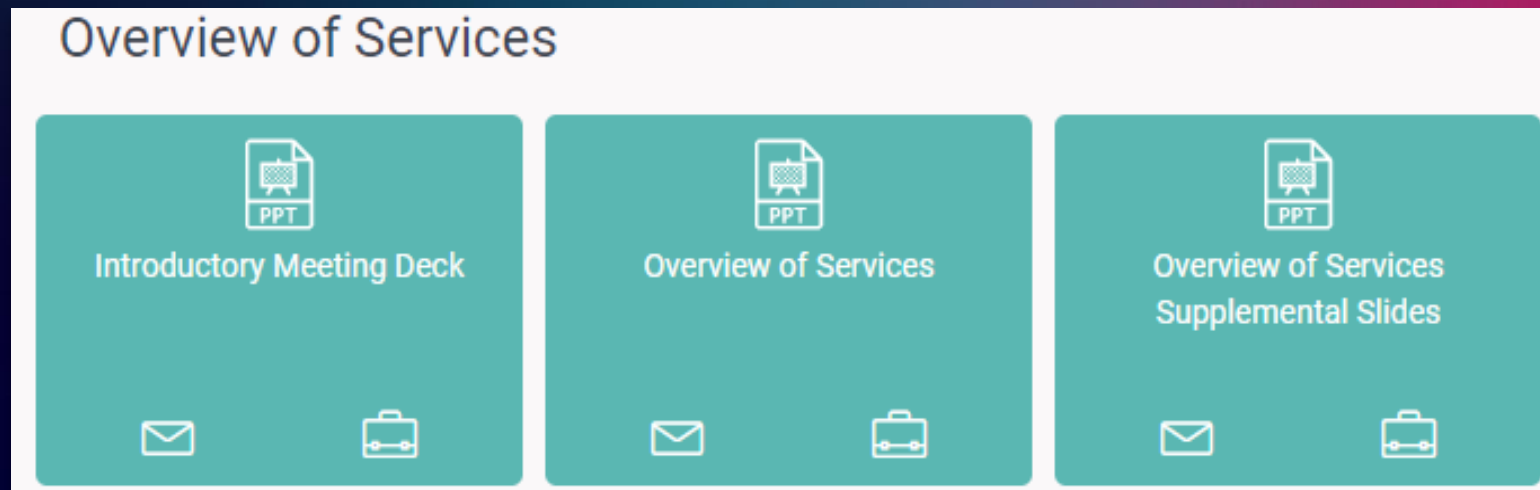 Overview of Services
PPT
Introductory Meeting Deck
PPT
Overview of Services
PPT
Overview of Services
Supplemental Slides